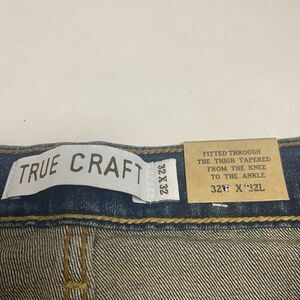 TRUE CRAFT
32 X 32
FITTED THROUGH
THE THIGH TAPERED
FROM THE KNEE
TO THE ANKLE
32W X 32L